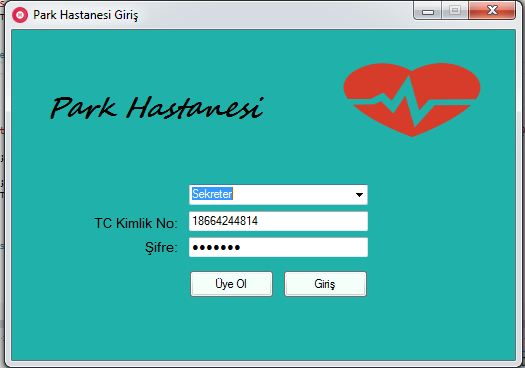 Park Hastanesi Giriş
Park Hastanesi
Sekreter
TC Kimlik No: 18664244814
Şifre: •••••••
Üye Ol Giriş